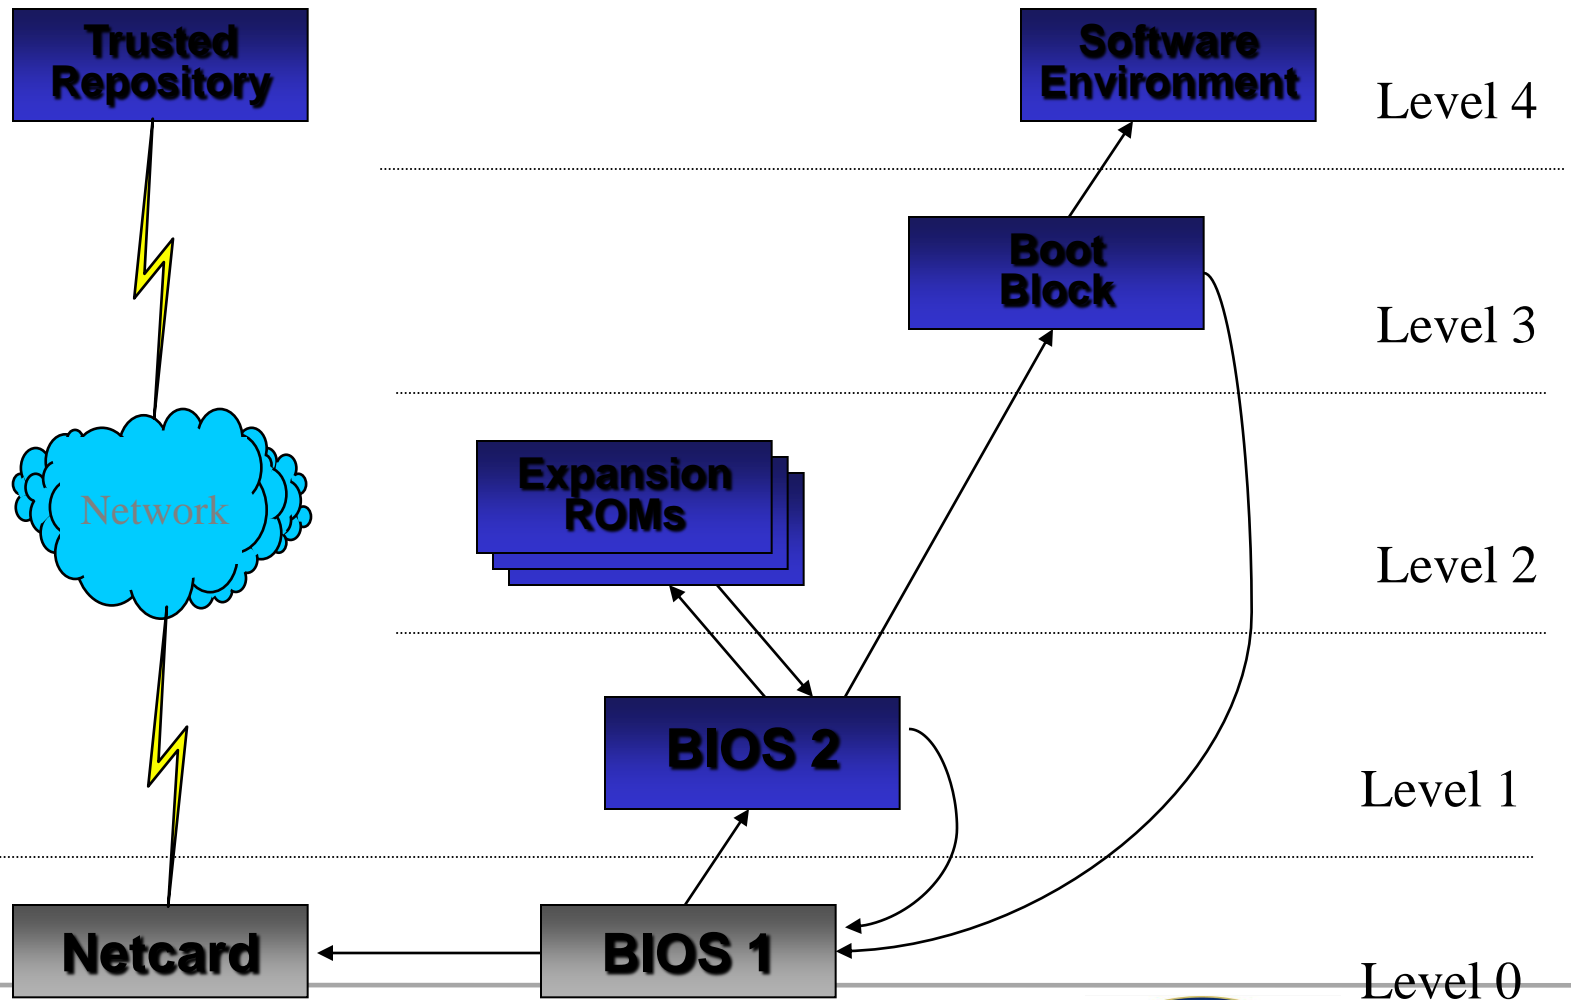 Trusted
Repository
Software
Environment
Level 4
Boot
Block
Level 3
Expansion
ROMs
Network
Level 2
BIOS 2
Level 1
Netcard
BIOS 1
Level 0